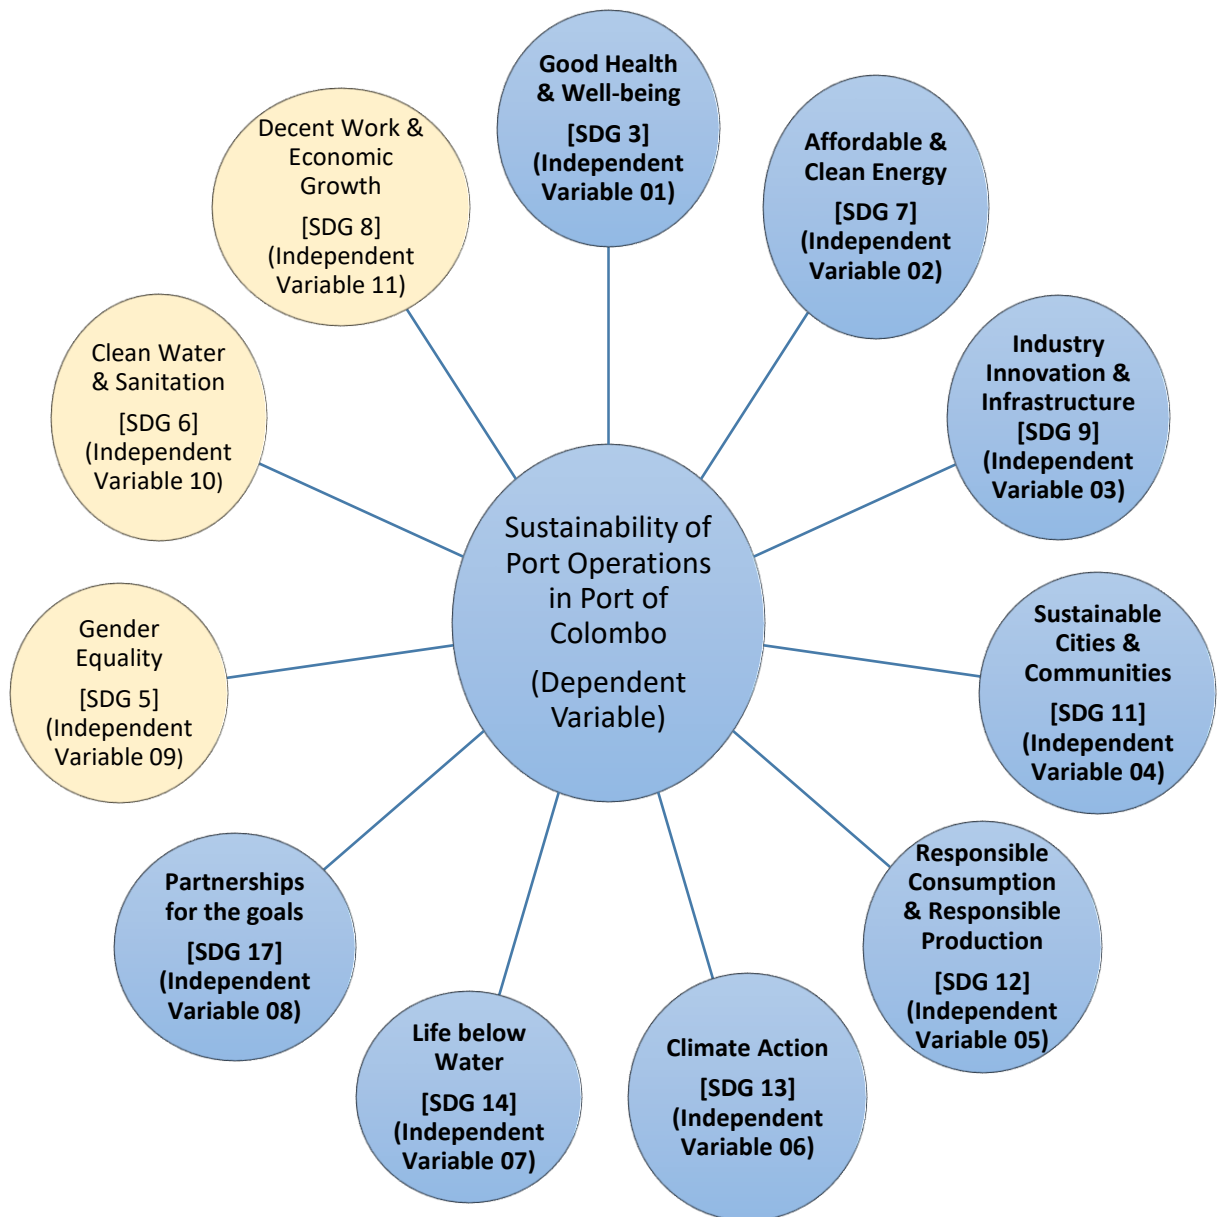 Good Health
& Well-being
[SDG 3]
(Independent
Variable 01)
Affordable &
Clean Energy
[SDG 7]
(Independent
Variable 02)
Industry
Innovation &
Infrastructure
[SDG 9]
(Independent
Variable 03)
Sustainable
Cities &
Communities
[SDG 11]
(Independent
Variable 04)
Responsible
Consumption
& Responsible
Production
[SDG 12]
(Independent
Variable 05)
Climate Action
[SDG 13]
(Independent
Variable 06)
Life below
Water
[SDG 14]
(Independent
Variable 07)
Partnerships
for the goals
[SDG 17]
(Independent
Variable 08)
Gender
Equality
[SDG 5]
(Independent
Variable 09)
Clean Water
& Sanitation
[SDG 6]
(Independent
Variable 10)
Decent Work &
Economic
Growth
[SDG 8]
(Independent
Variable 11)
Sustainability of
Port Operations
in Port of
Colombo
(Dependent
Variable)